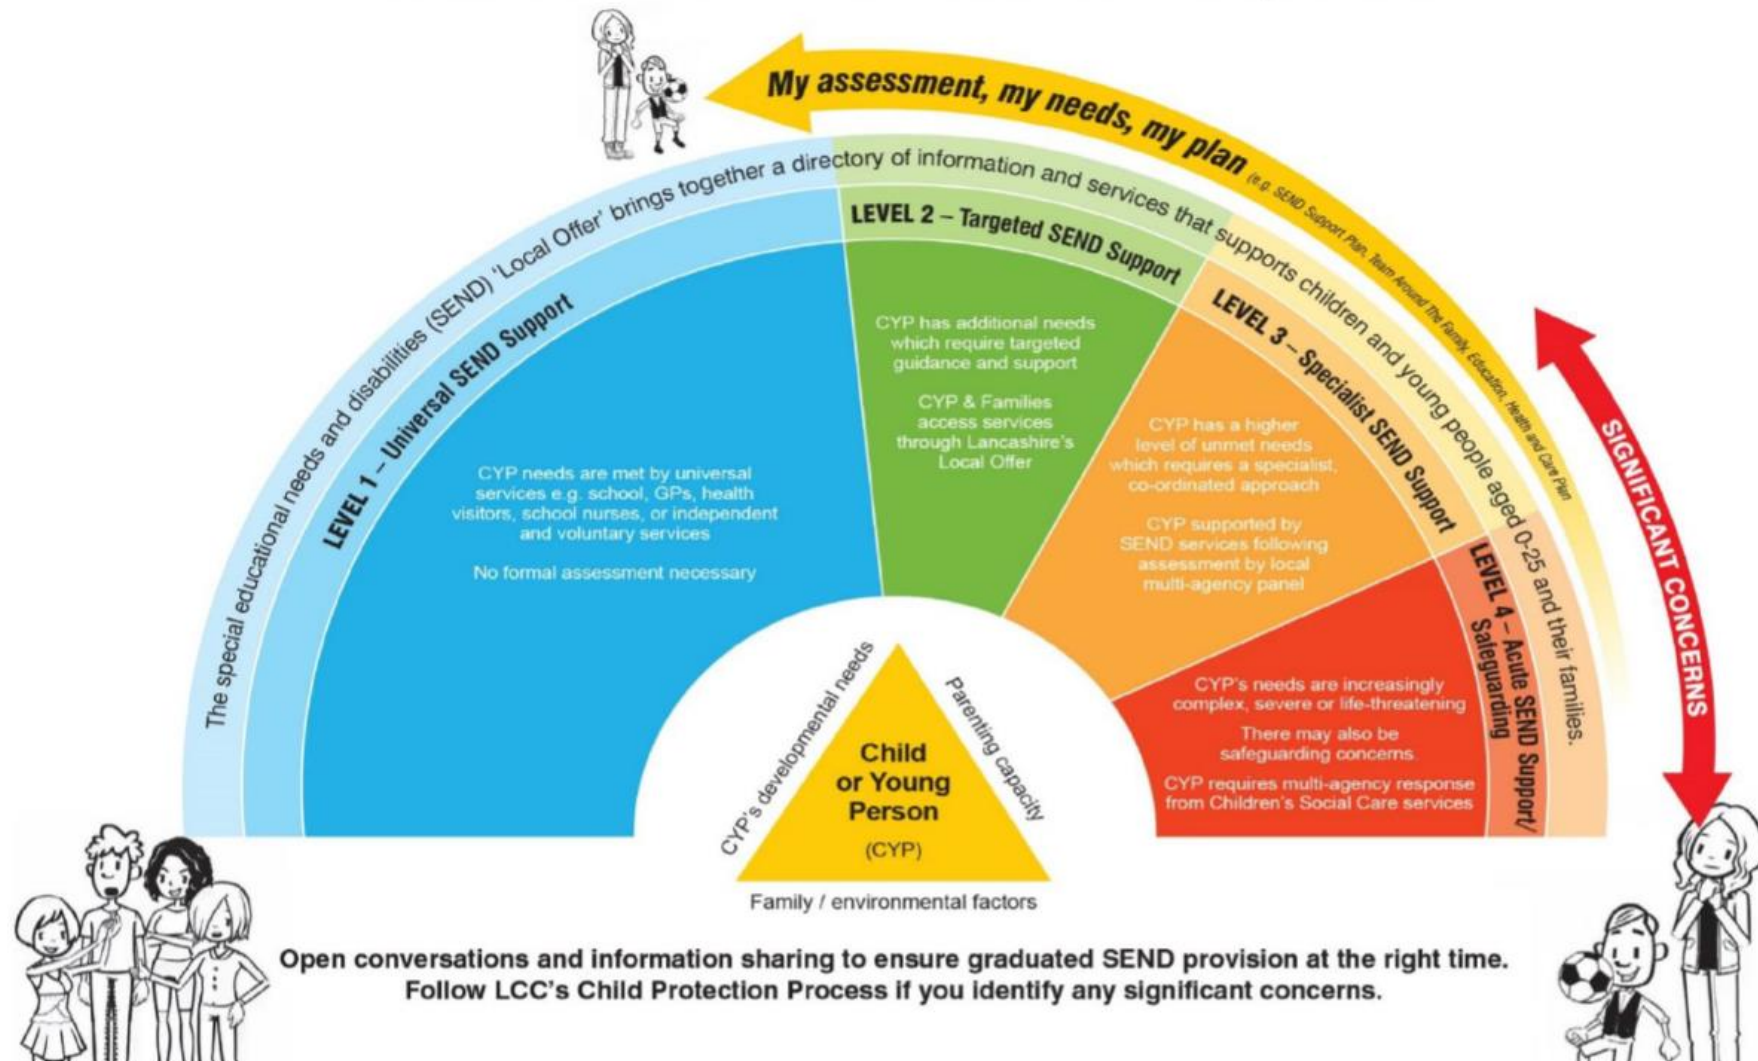 My assessment, my needs, my plan (e.g. SEND Support Plan, Team Around The Family, Education, Health and Care Plan
The special educational needs and disabilities (SEND) 'Local Offer' brings together a directory of information and services that supports children and young people aged 0-25 and their families.
LEVEL 1 – Universal SEND Support
CYP needs are met by universal
services e.g. school, GPs, health
visitors, school nurses, or independent
and voluntary services
No formal assessment necessary
LEVEL 2 – Targeted SEND Support
CYP has additional needs
which require targeted
guidance and support
CYP & Families
access services
through Lancashire's
Local Offer
LEVEL 3 – Specialist SEND Support
CYP has a higher
level of unmet needs
which requires a specialist,
co-ordinated approach
CYP supported by
SEND services following
assessment by local
multi-agency panel
LEVEL 4 – Acute SEND Support/
Safeguarding
CYP's needs are increasingly
complex, severe or life-threatening
There may also be
safeguarding concerns.
CYP requires multi-agency response
from Children's Social Care services
SIGNIFICANT CONCERNS
CYP's developmental needs
Parenting capacity
Child
or Young
Person
(CYP)
Family / environmental factors
Open conversations and information sharing to ensure graduated SEND provision at the right time.
Follow LCC's Child Protection Process if you identify any significant concerns.